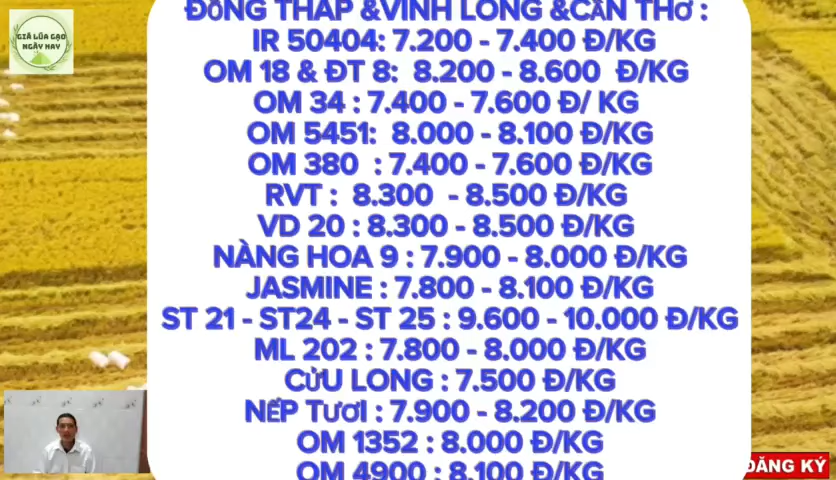 GIÁ LÚA GẠO
NGÀY NAY
ĐỒNG THÁP &VĨNH LONG &CẦN THƠ :
IR 50404: 7.200 - 7.400 Đ/KG
OM 18 & ĐT 8: 8.200 - 8.600 Đ/KG
OM 34 : 7.400 - 7.600 Đ/ KG
OM 5451: 8.000 - 8.100 Đ/KG
OM 380 : 7.400 - 7.600 Đ/KG
RVT : 8.300 - 8.500 Đ/KG
VD 20 : 8.300 - 8.500 Đ/KG
NÀNG HOA 9 : 7.900 - 8.000 Đ/KG
JASMINE : 7.800 - 8.100 Đ/KG
ST 21 - ST24 - ST 25 : 9.600 - 10.000 Đ/KG
ML 202 : 7.800 - 8.000 Đ/KG
CỬU LONG : 7.500 Đ/KG
NẾP TƯƠI : 7.900 - 8.200 Đ/KG
OM 1352 : 8.000 Đ/KG
OM 4900 : 8.100 Đ/KG
ĐĂNG KÝ